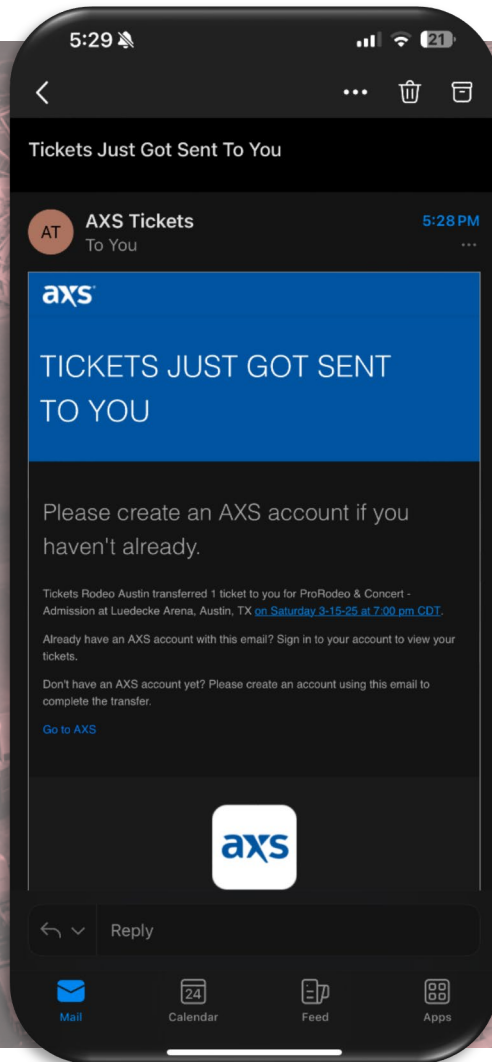 5:29
21
Tickets Just Got Sent To You
AT
AXS Tickets
5:28 PM
To You
axs
TICKETS JUST GOT SENT
TO YOU
Please create an AXS account if you
haven't already.
Tickets Rodeo Austin transferred 1 ticket to you for ProRodeo & Concert -
Admission at Luedecke Arena, Austin, TX on Saturday 3-15-25 at 7:00 pm CDT.
Already have an AXS account with this email? Sign in to your account to view your
tickets.
Don't have an AXS account yet? Please create an account using this email to
complete the transfer.
Go to AXS
axs
Reply
Mail
24
Calendar
Feed
Apps